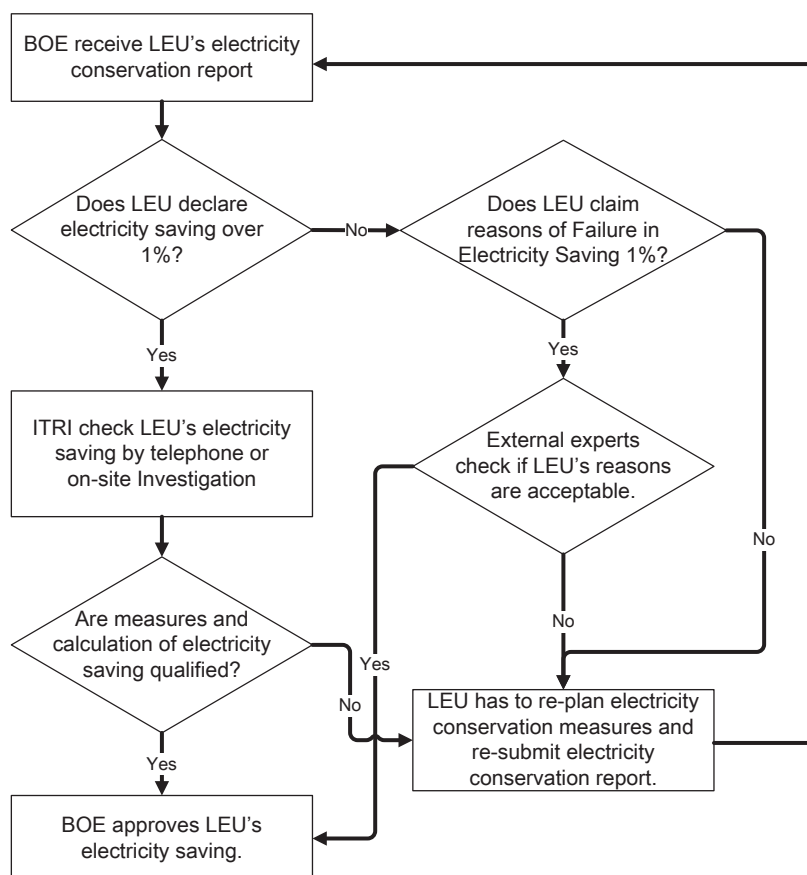 BOE receive LEU's electricity
conservation report
Does LEU declare
electricity saving over
1%?
No
Does LEU claim
reasons of Failure in
Electricity Saving 1%?
Yes
Yes
ITRI check LEU's electricity
saving by telephone or
on-site Investigation
External experts
check if LEU's reasons
are acceptable.
No
Are measures and
calculation of electricity
saving qualified?
No
Yes
No
LEU has to re-plan electricity
conservation measures and
re-submit electricity
conservation report.
Yes
BOE approves LEU's
electricity saving.